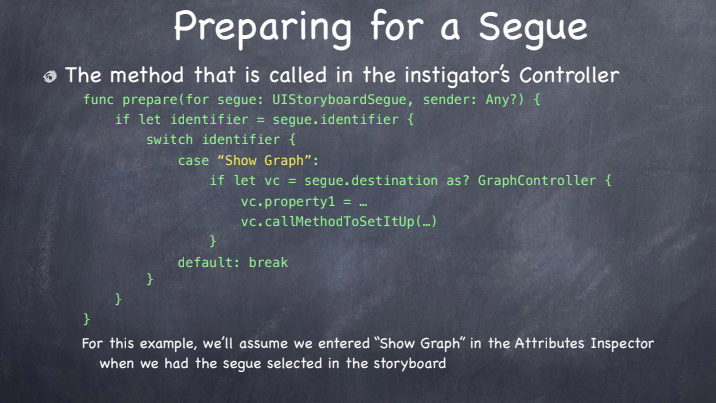 Preparing for a Segue
The method that is called in the instigator's Controller
func prepare(for segue: UIStoryboardSegue, sender: Any?) {
if let identifier = segue.identifier {
switch identifier {
case “Show Graph”:
if let vc = segue.destination as? GraphController {
vc.property1 = …
vc.callMethodToSetItUp(…)
}
default: break
}
}
}
For this example, we'll assume we entered “Show Graph” in the Attributes Inspector
when we had the segue selected in the storyboard